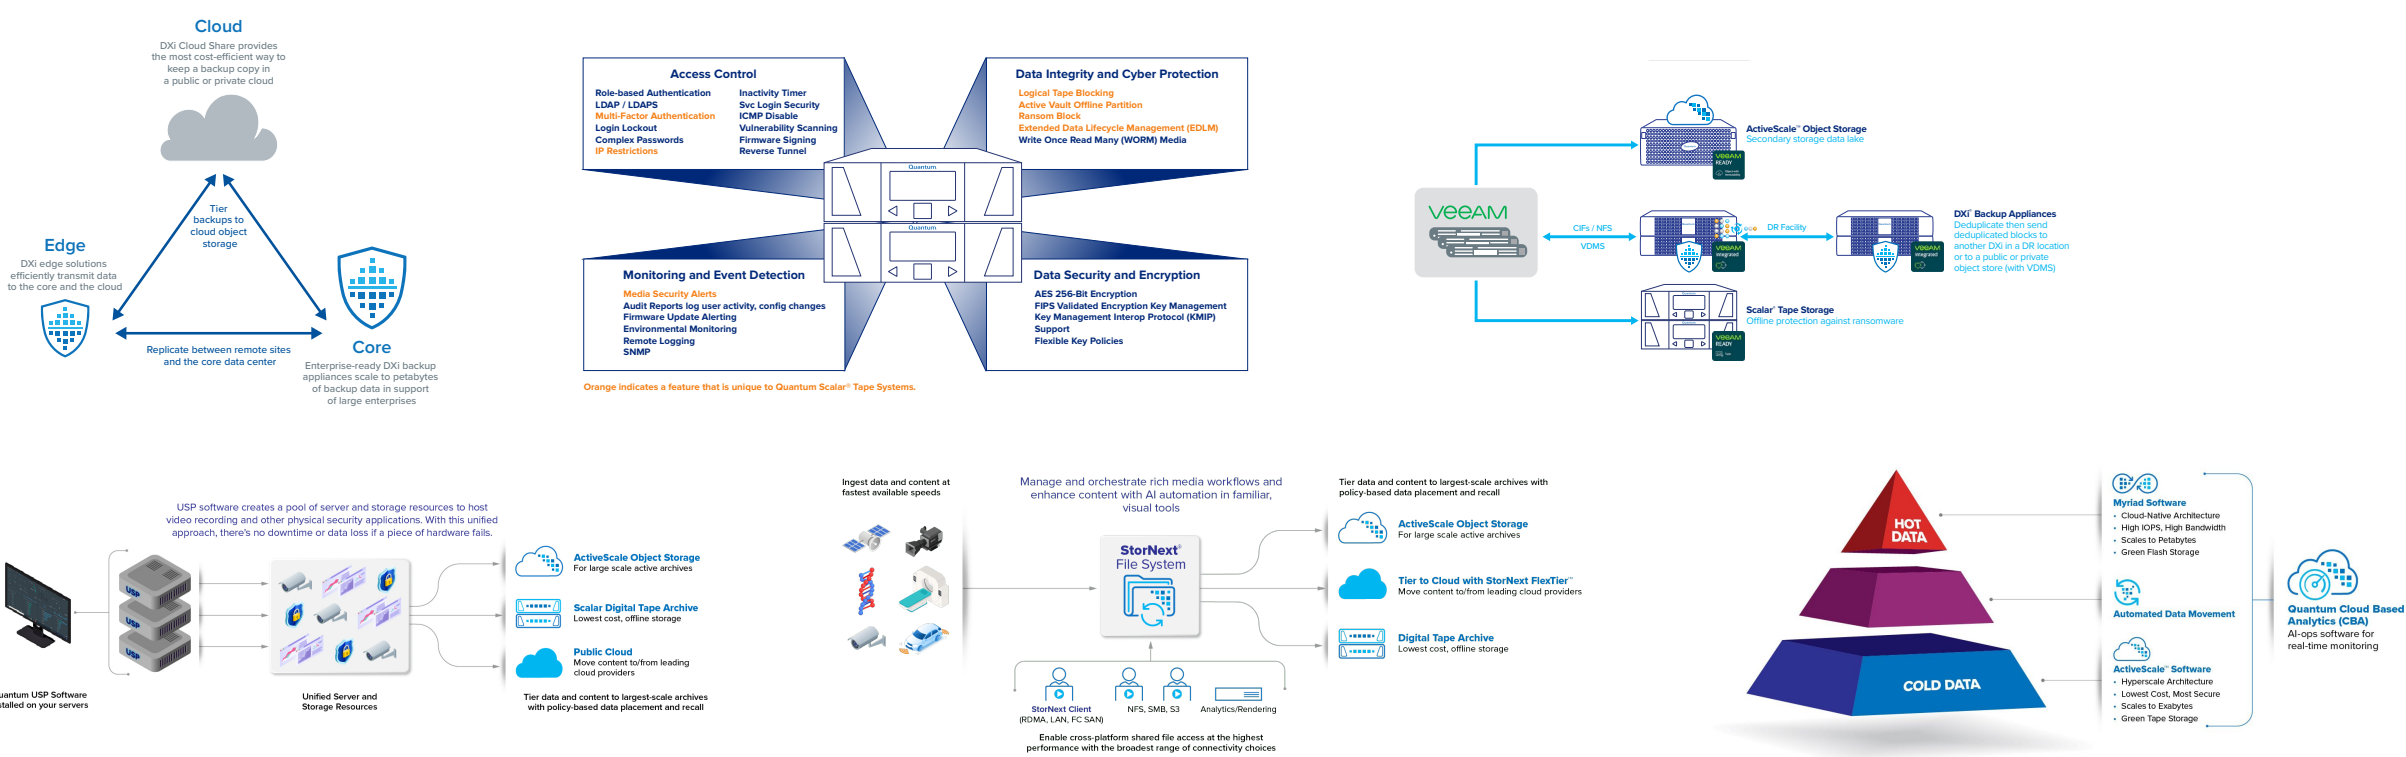 Cloud
DXi Cloud Share provides
the most cost-efficient way to
keep a backup copy in
a public or private cloud
Tier
backups to
cloud object
storage
Edge
DXi edge solutions
efficiently transmit data
to the core and the cloud
Replicate between remote sites
and the core data center
Core
Enterprise-ready DXi backup
appliances scale to petabytes
of backup data in support
of large enterprises
Access Control
Role-based Authentication
LDAP / LDAPS
Multi-Factor Authentication
Login Lockout
Complex Passwords
IP Restrictions
Inactivity Timer
Svc Login Security
ICMP Disable
Vulnerability Scanning
Firmware Signing
Reverse Tunnel
Data Integrity and Cyber Protection
Logical Tape Blocking
Active Vault Offline Partition
Ransom Block
Extended Data Lifecycle Management (EDLM)
Write Once Read Many (WORM) Media
Quantum
Quantum
Monitoring and Event Detection
Media Security Alerts
Audit Reports log user activity, config changes
Firmware Update Alerting
Environmental Monitoring
Remote Logging
SNMP
Data Security and Encryption
AES 256-Bit Encryption
FIPS Validated Encryption Key Management
Key Management Interop Protocol (KMIP)
Support
Flexible Key Policies
Orange indicates a feature that is unique to Quantum Scalar® Tape Systems.
veeAM
ActiveScale™ Object Storage
Secondary storage data lake
veeAM
READY
CIFs / NFS
VDMS
veeAM
Integrated
DR Facility
veeAM
Integrated
DXi® Backup Appliances
Deduplicate then send
deduplicated blocks to
another DXi in a DR location
or to a public or private
object store (with VDMS)
Quantum
Quantum
Scalar® Tape Storage
Offline protection against ransomware
veeAM
READY
Tape
USP software creates a pool of server and storage resources to host
video recording and other physical security applications. With this unified
approach, there's no downtime or data loss if a piece of hardware fails.
USP
USP
USP
uantum USP Software
stalled on your servers
Unified Server and
Storage Resources
ActiveScale Object Storage
For large scale active archives
Scalar Digital Tape Archive
Lowest cost, offline storage
Public Cloud
Move content to/from leading
cloud providers
Tier data and content to largest-scale archives
with policy-based data placement and recall
Ingest data and content at
fastest available speeds
Manage and orchestrate rich media workflows and
enhance content with AI automation in familiar,
visual tools
StorNext®
File System
StorNext Client
(RDMA, LAN, FC SAN)
NFS, SMB, S3
Analytics/Rendering
Enable cross-platform shared file access at the highest
performance with the broadest range of connectivity choices
Tier data and content to largest-scale archives with
policy-based data placement and recall
ActiveScale Object Storage
For large scale active archives
Tier to Cloud with StorNext FlexTier™
Move content to/from leading cloud providers
Digital Tape Archive
Lowest cost, offline storage
HOT
DATA
COLD DATA
Myriad Software
• Cloud-Native Architecture
• High IOPS, High Bandwidth
• Scales to Petabytes
• Green Flash Storage
Automated Data Movement
ActiveScale™ Software
• Hyperscale Architecture
• Lowest Cost, Most Secure
• Scales to Exabytes
• Green Tape Storage
Quantum Cloud Based
Analytics (CBA)
AI-ops software for
real-time monitoring